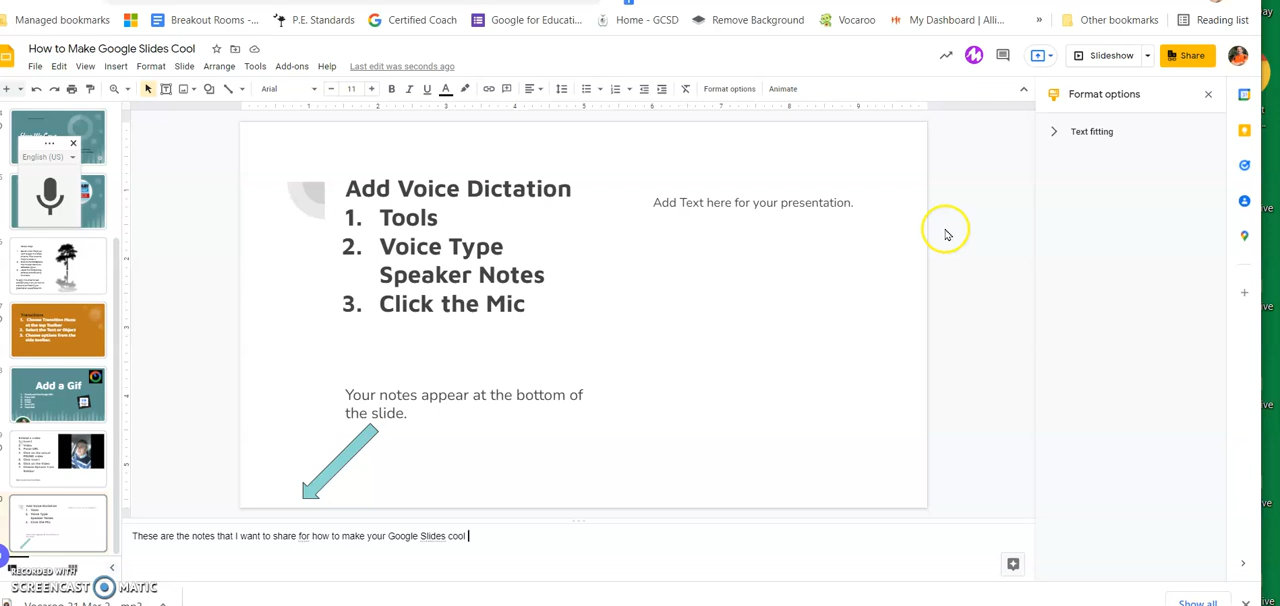 Managed bookmarks Breakout Rooms -... P.E. Standards Certified Coach Google for Educati... Home - GCSD Remove Background Vocaroo My Dashboard | Alli... » Other bookmarks Reading list
How to Make Google Slides Cool
File Edit View Insert Format Slide Arrange Tools Add-ons Help Last edit was seconds ago
Slideshow Share
Arial 11 Format options Animate
Format options
Text fitting
English (US)
Add Voice Dictation
1. Tools
2. Voice Type
Speaker Notes
3. Click the Mic
Add Text here for your presentation.
Your notes appear at the bottom of
the slide.
Add a Gif
These are the notes that I want to share for how to make your Google Slides cool
RECORDED WITH
SCREENCAST MATIC
Show all